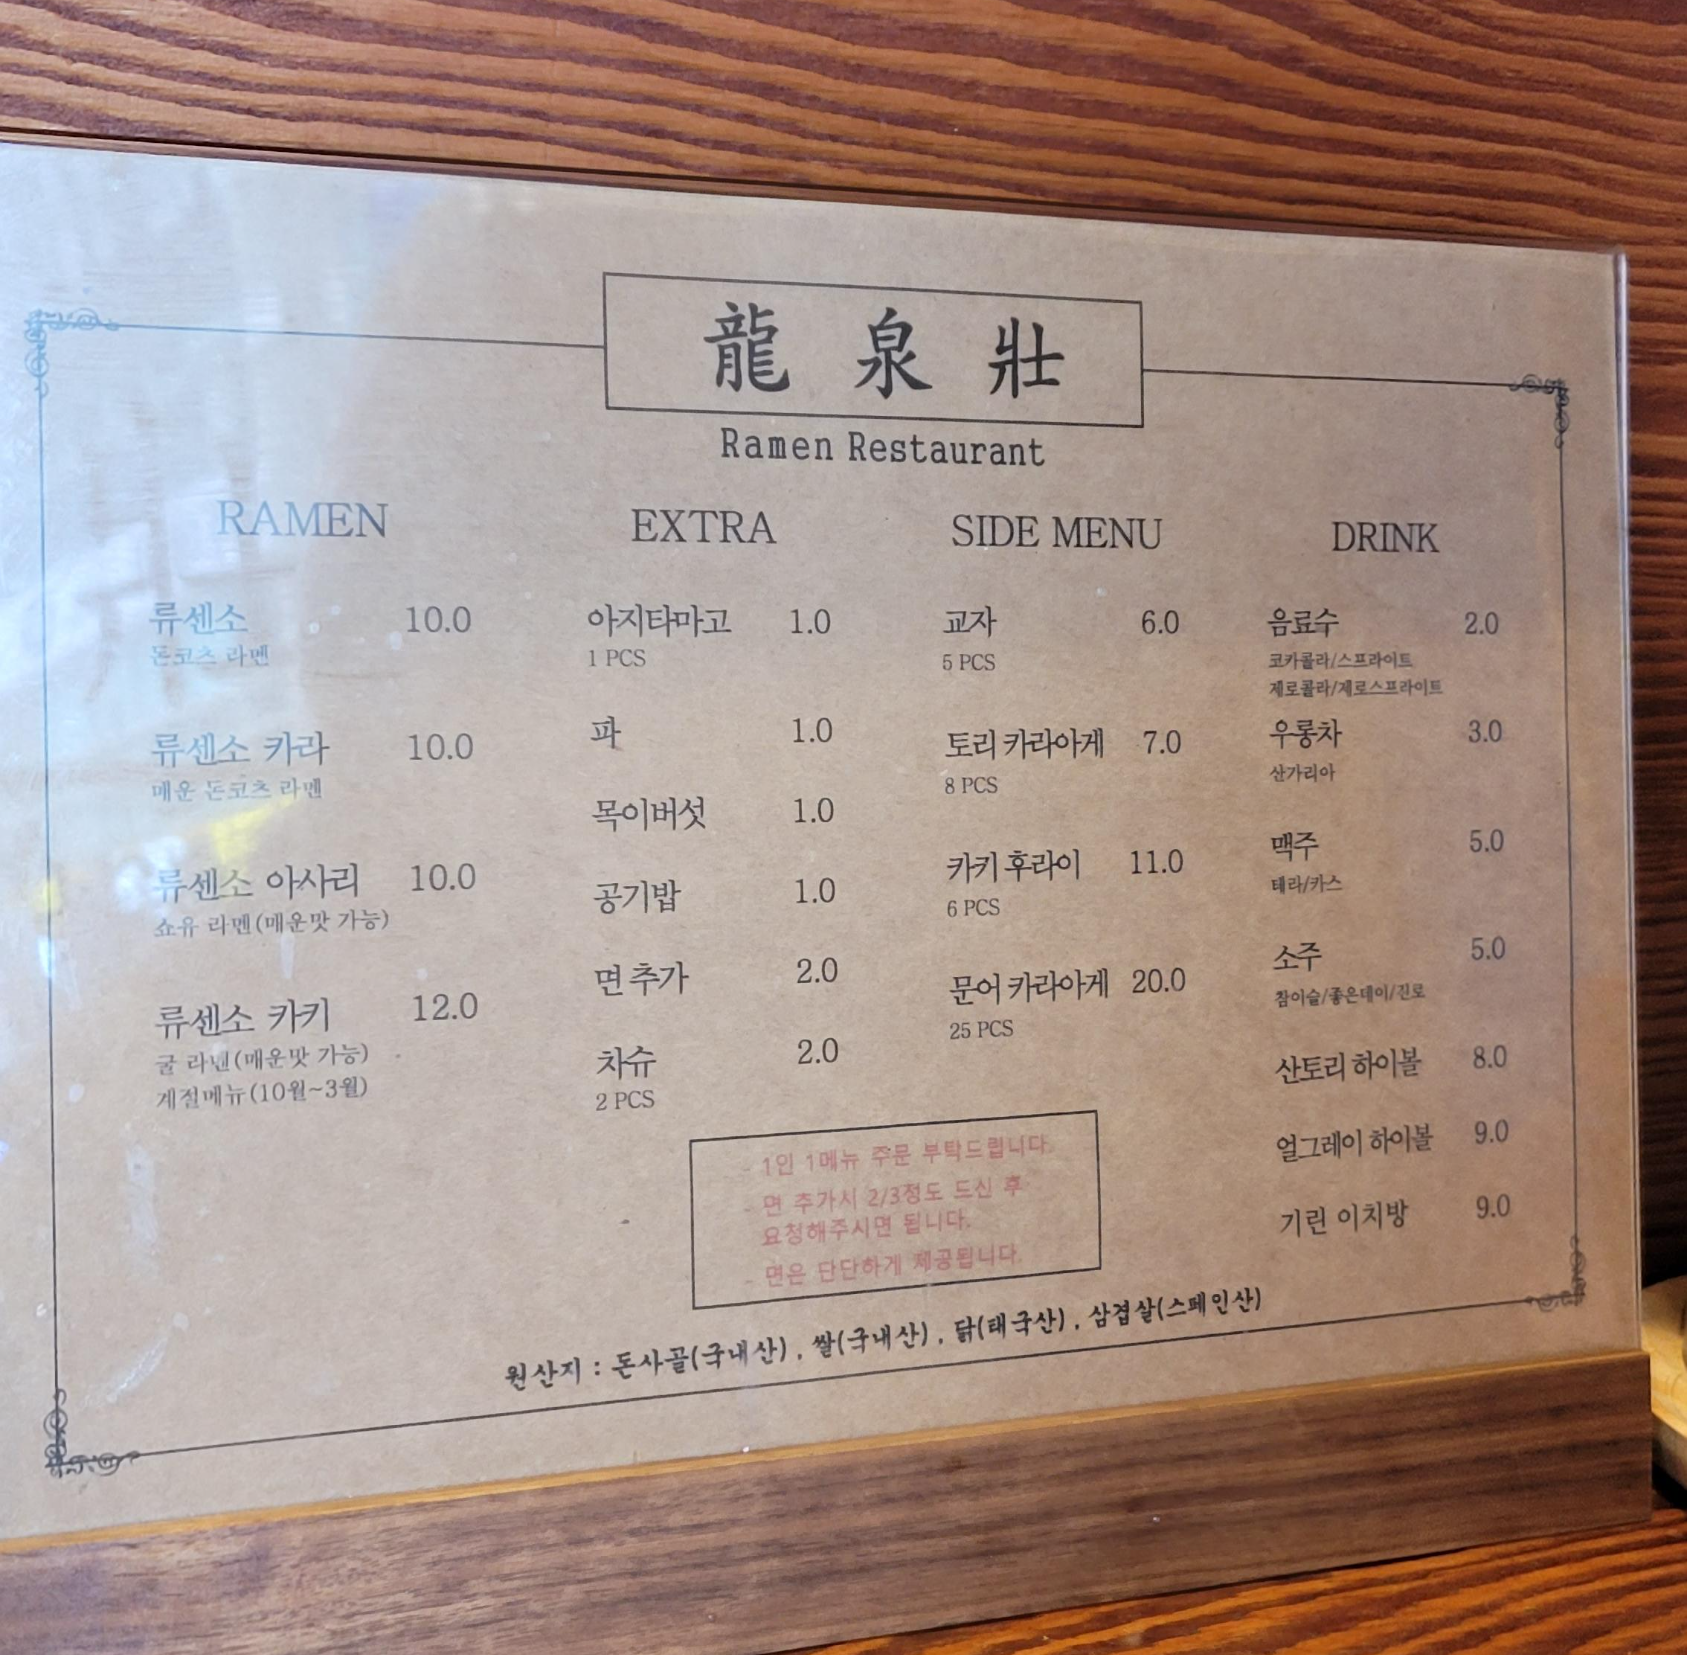 龍泉壯
Ramen Restaurant
RAMEN
류센소 10.0
돈코츠 라멘
류센소 카라 10.0
매운 돈코츠 라멘
류센소 아사리 10.0
쇼유 라멘(매운맛 가능)
류센소 카키 12.0
굴 라멘(매운맛 가능)
계절메뉴(10월~3월)
EXTRA
아지타마고 1.0
1 PCS
파 1.0
목이버섯 1.0
공기밥 1.0
면 추가 2.0
차슈 2.0
2 PCS
SIDE MENU
교자 6.0
5 PCS
토리 카라아게 7.0
8 PCS
카키 후라이 11.0
6 PCS
문어 카라아게 20.0
25 PCS
DRINK
음료수 2.0
코카콜라/스프라이트
제로콜라/제로스프라이트
우롱차 3.0
산가리아
맥주 5.0
테라/카스
소주 5.0
참이슬/좋은데이/진로
산토리 하이볼 8.0
얼그레이 하이볼 9.0
기린 이치방 9.0
- 1인 1메뉴 주문 부탁드립니다.
- 면 추가시 2/3정도 드신 후
요청해주시면 됩니다.
- 면은 단단하게 제공됩니다.
원산지 : 돈사골(국내산) , 쌀(국내산) , 닭(태국산) , 삼겹살(스페인산)